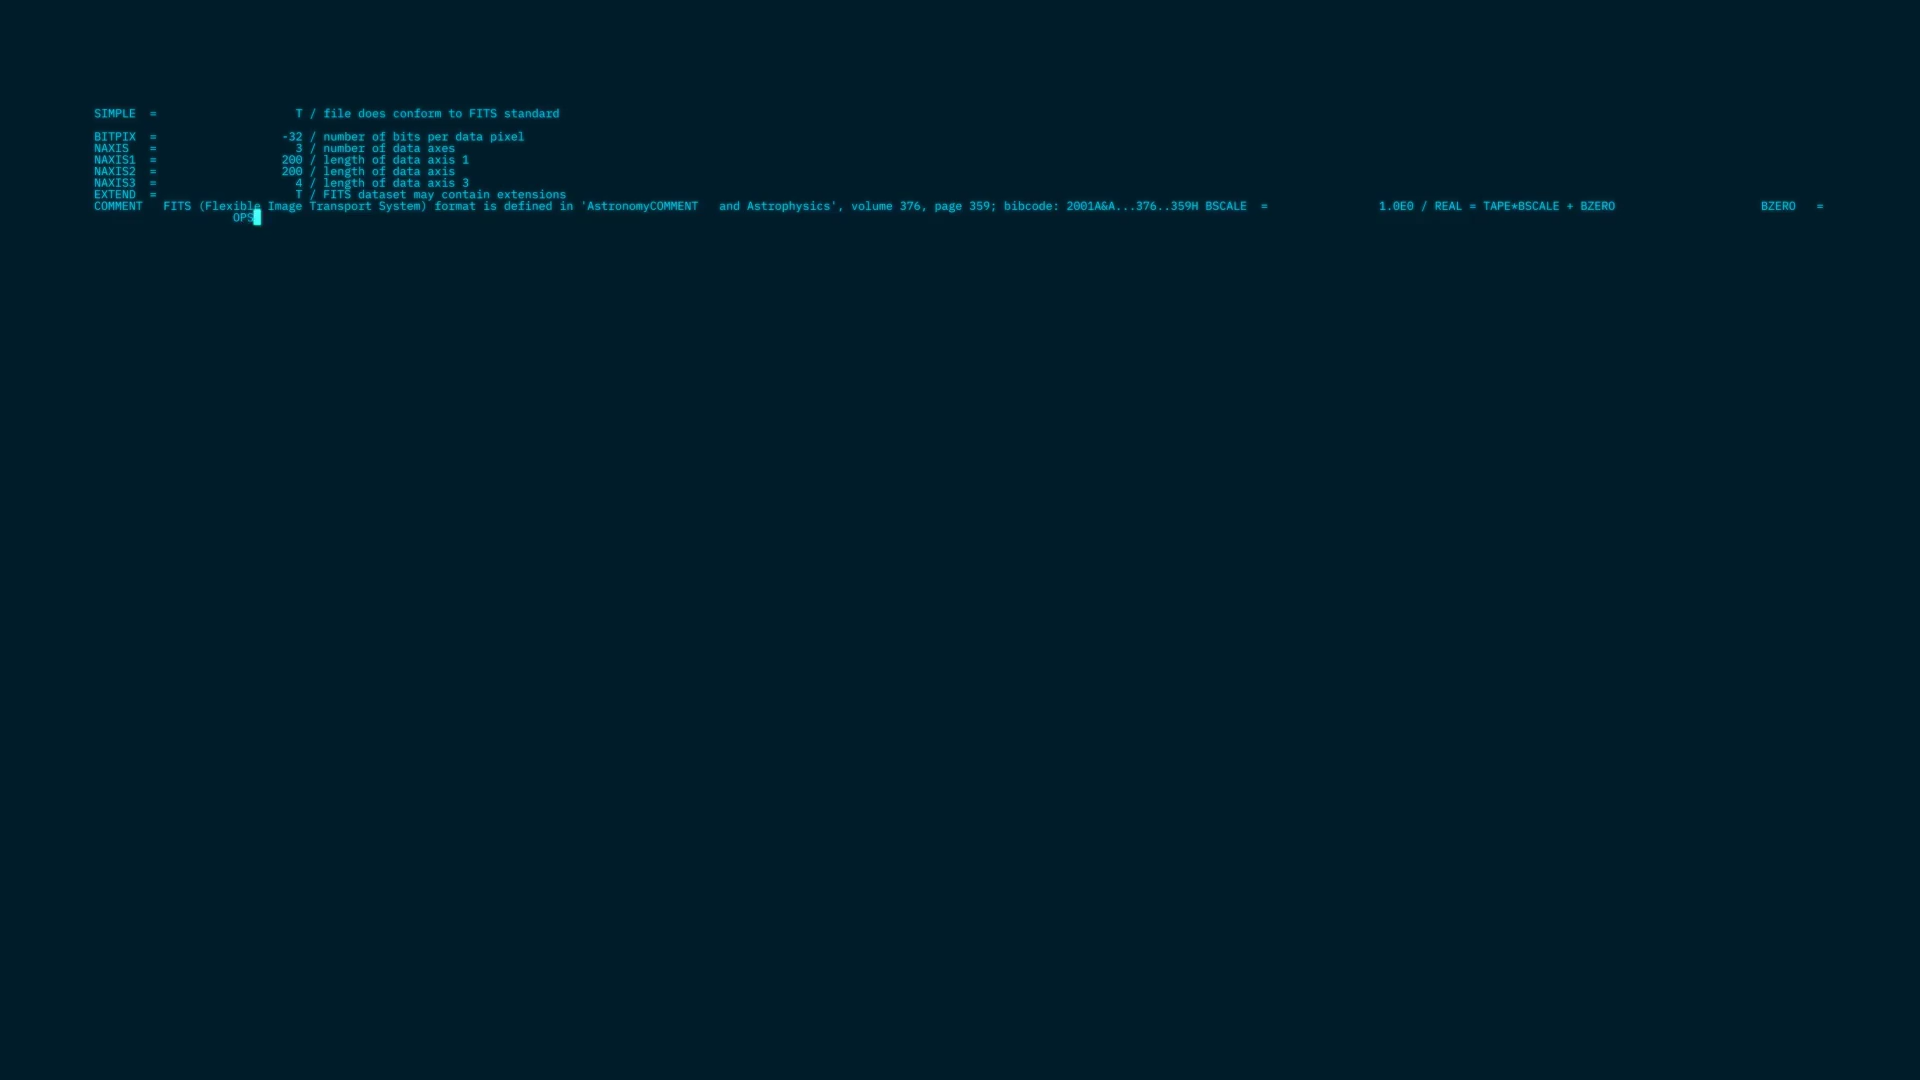 SIMPLE  =                    T / file does conform to FITS standard
BITPIX  =                  -32 / number of bits per data pixel
NAXIS   =                    3 / number of data axes
NAXIS1  =                  200 / length of data axis 1
NAXIS2  =                  200 / length of data axis
NAXIS3  =                    4 / length of data axis 3
EXTEND  =                    T / FITS dataset may contain extensions
COMMENT   FITS (Flexible Image Transport System) format is defined in 'AstronomyCOMMENT   and Astrophysics', volume 376, page 359; bibcode: 2001A&A...376..359H BSCALE  =                1.0E0 / REAL = TAPE*BSCALE + BZERO                     BZERO   =
                    OPS